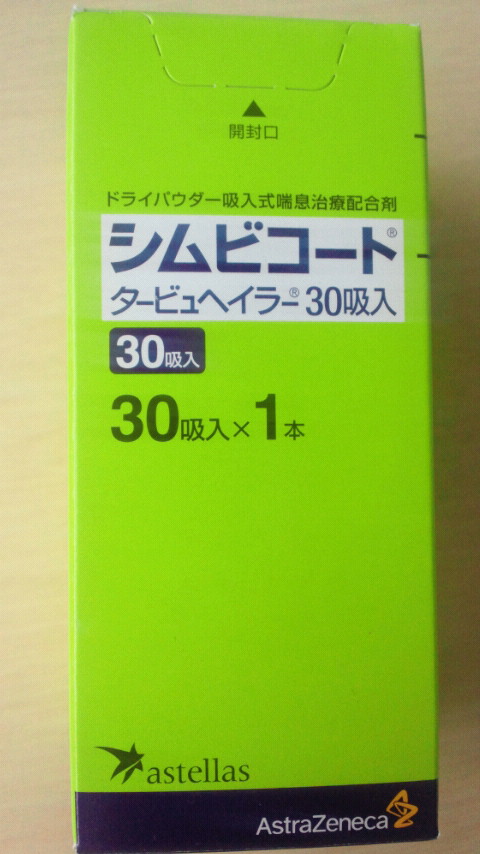 開封口
ドライパウダー吸入式喘息治療配合剤
シムビコート®
タービュヘイラー®30吸入
30吸入
30吸入×1本
astellas
AstraZeneca